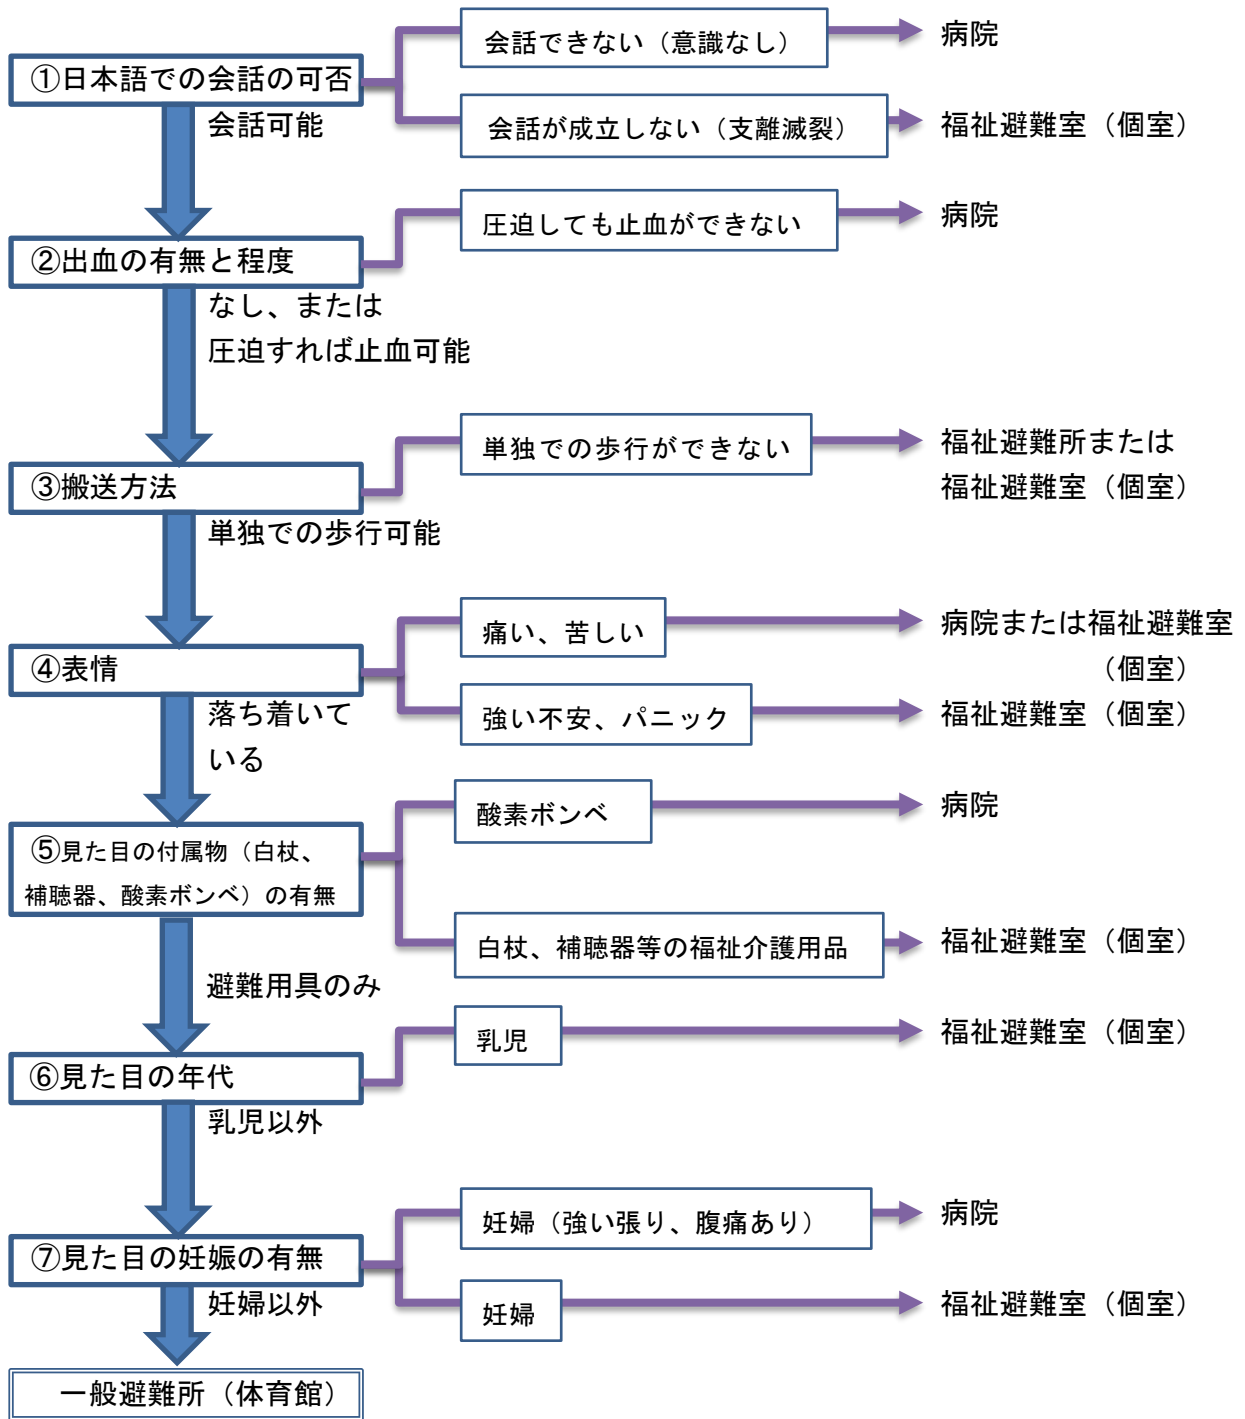 会話できない（意識なし）
病院
①日本語での会話の可否
会話可能
会話が成立しない（支離滅裂）
福祉避難室（個室）
圧迫しても止血ができない
病院
②出血の有無と程度
なし、または
圧迫すれば止血可能
単独での歩行ができない
福祉避難所または
福祉避難室（個室）
③搬送方法
単独での歩行可能
痛い、苦しい
病院または福祉避難室
（個室）
④表情
落ち着いて
いる
強い不安、パニック
福祉避難室（個室）
酸素ボンベ
病院
⑤見た目の付属物（白杖、
補聴器、酸素ボンベ）の有無
白杖、補聴器等の福祉介護用品
福祉避難室（個室）
避難用具のみ
乳児
福祉避難室（個室）
⑥見た目の年代
乳児以外
妊婦（強い張り、腹痛あり）
病院
⑦見た目の妊娠の有無
妊婦以外
妊婦
福祉避難室（個室）
一般避難所（体育館）